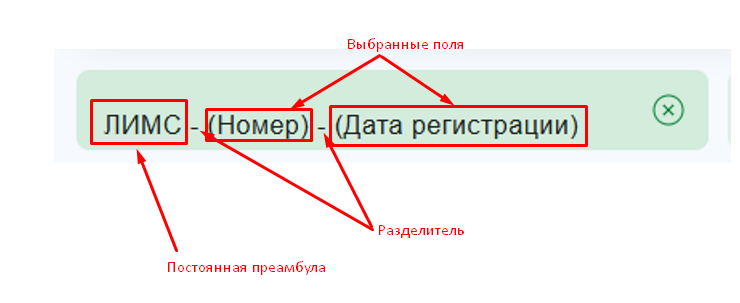 Выбранные поля
ЛИМС - (Номер) - (Дата регистрации)
Разделитель
Постоянная преамбула